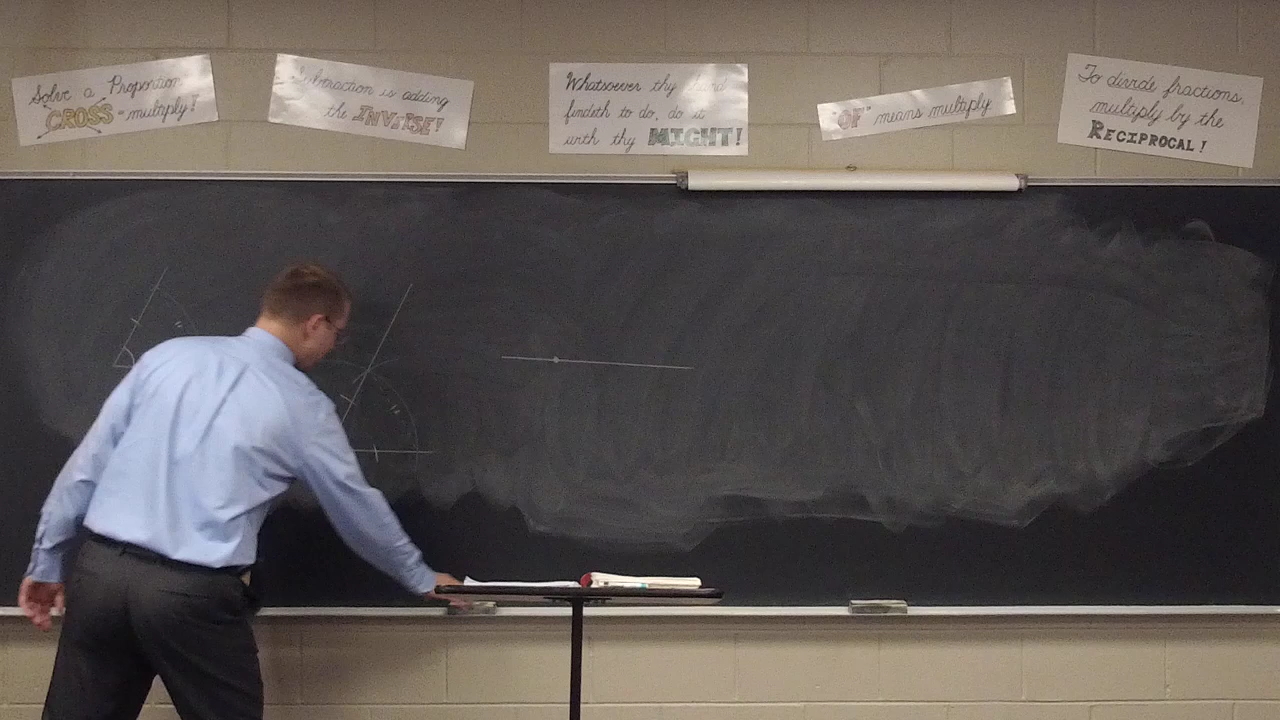 Solve a Proportion
CROSS-multiply!
Subtraction is adding
the INVERSE!
Whatsoever thy hand
findeth to do, do it
with thy MIGHT!
"OF" means multiply
To divide fractions,
multiply by the
RECIPROCAL!